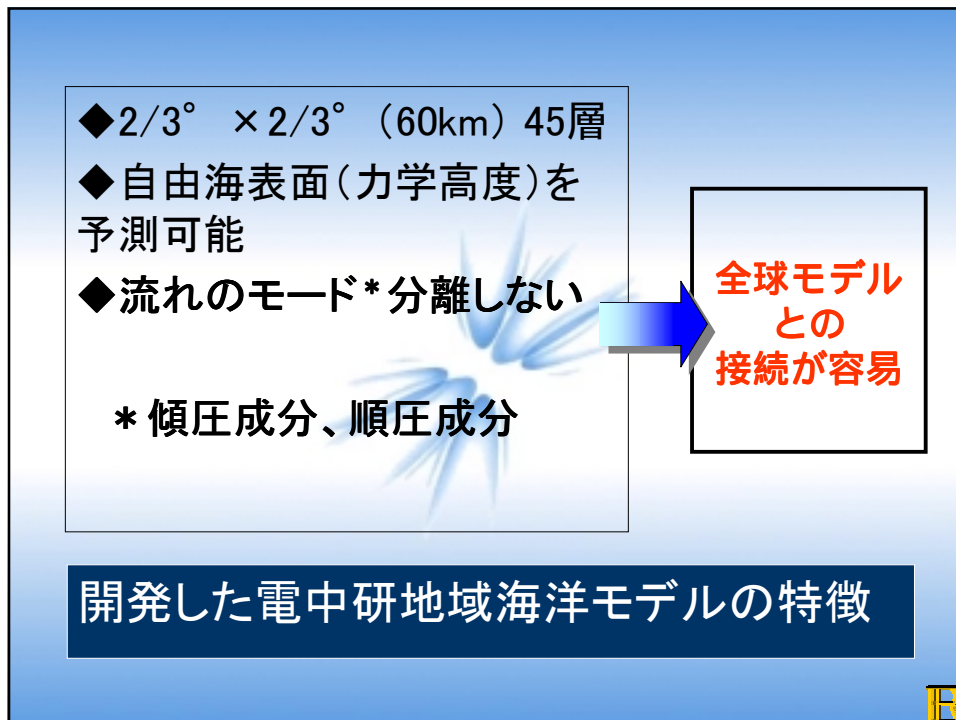 ◆2/3°×2/3°(60km) 45層
◆自由海表面(力学高度)を
予測可能
◆流れのモード*分離しない
*傾圧成分、順圧成分
全球モデル
との
接続が容易
開発した電中研地域海洋モデルの特徴